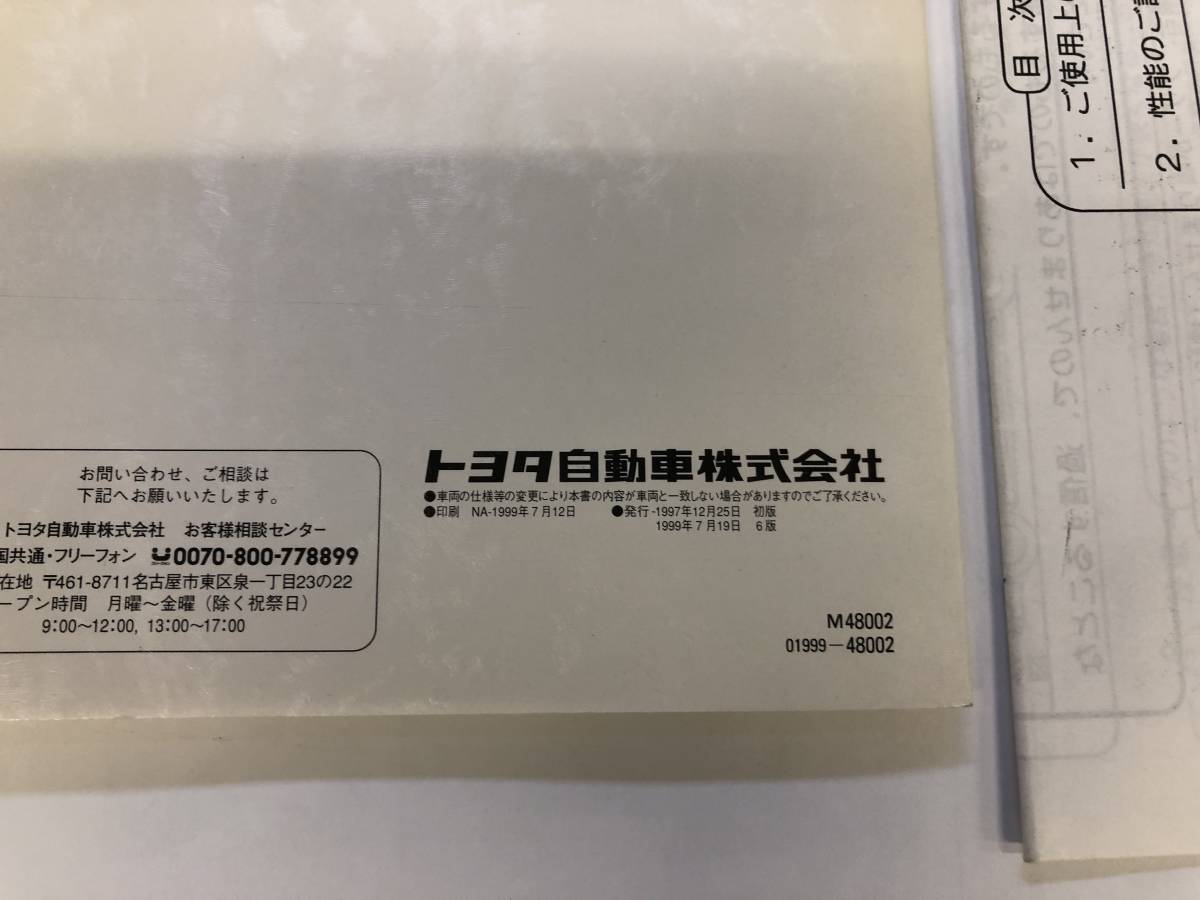 お問い合わせ、ご相談は
下記へお願いいたします。
トヨタ自動車株式会社 お客様相談センター
国共通・フリーフォン 0070-800-778899
在地 〒461-8711名古屋市東区泉一丁目23の22
ープン時間 月曜〜金曜（除く祝祭日）
9:00〜12:00, 13:00〜17:00
トヨタ自動車株式会社
●車両の仕様等の変更により本書の内容が車両と一致しない場合がありますのでご了承ください。
●印刷 NA-1999年7月12日 ●発行-1997年12月25日 初版
1999年7月19日 6版
M48002
01999−48002
目 次
1. ご使用上の
2. 性能のご